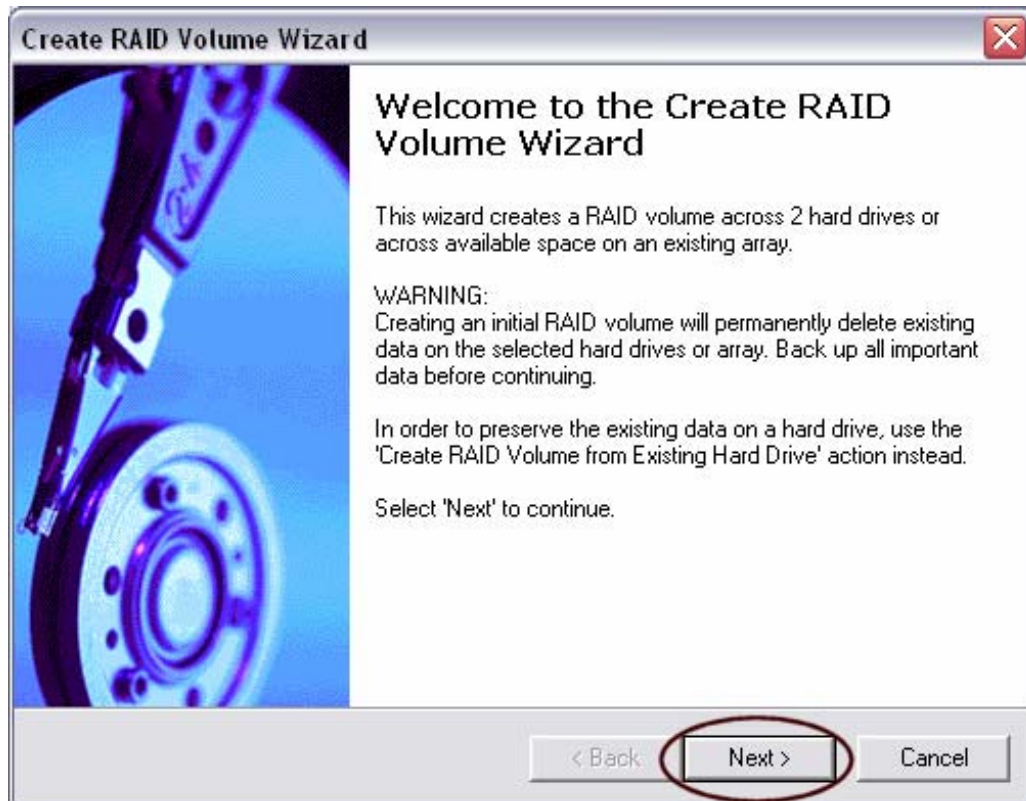 Create RAID Volume Wizard
Welcome to the Create RAID
Volume Wizard
This wizard creates a RAID volume across 2 hard drives or
across available space on an existing array.
WARNING:
Creating an initial RAID volume will permanently delete existing
data on the selected hard drives or array. Back up all important
data before continuing.
In order to preserve the existing data on a hard drive, use the
'Create RAID Volume from Existing Hard Drive' action instead.
Select 'Next' to continue.
< Back
Next >
Cancel